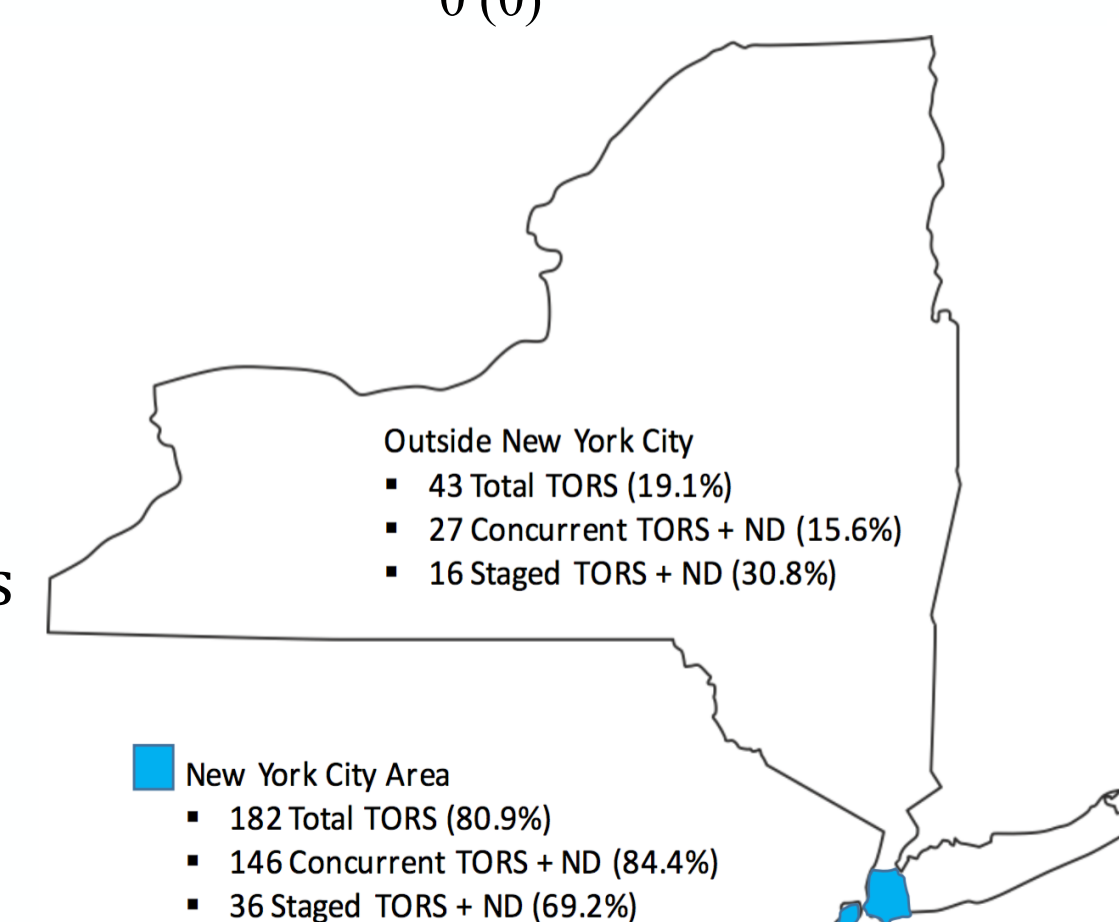 0 (0)
Outside New York City
▪ 43 Total TORS (19.1%)
▪ 27 Concurrent TORS + ND (15.6%)
▪ 16 Staged TORS + ND (30.8%)
s
New York City Area
▪ 182 Total TORS (80.9%)
▪ 146 Concurrent TORS + ND (84.4%)
▪ 36 Staged TORS + ND (69.2%)